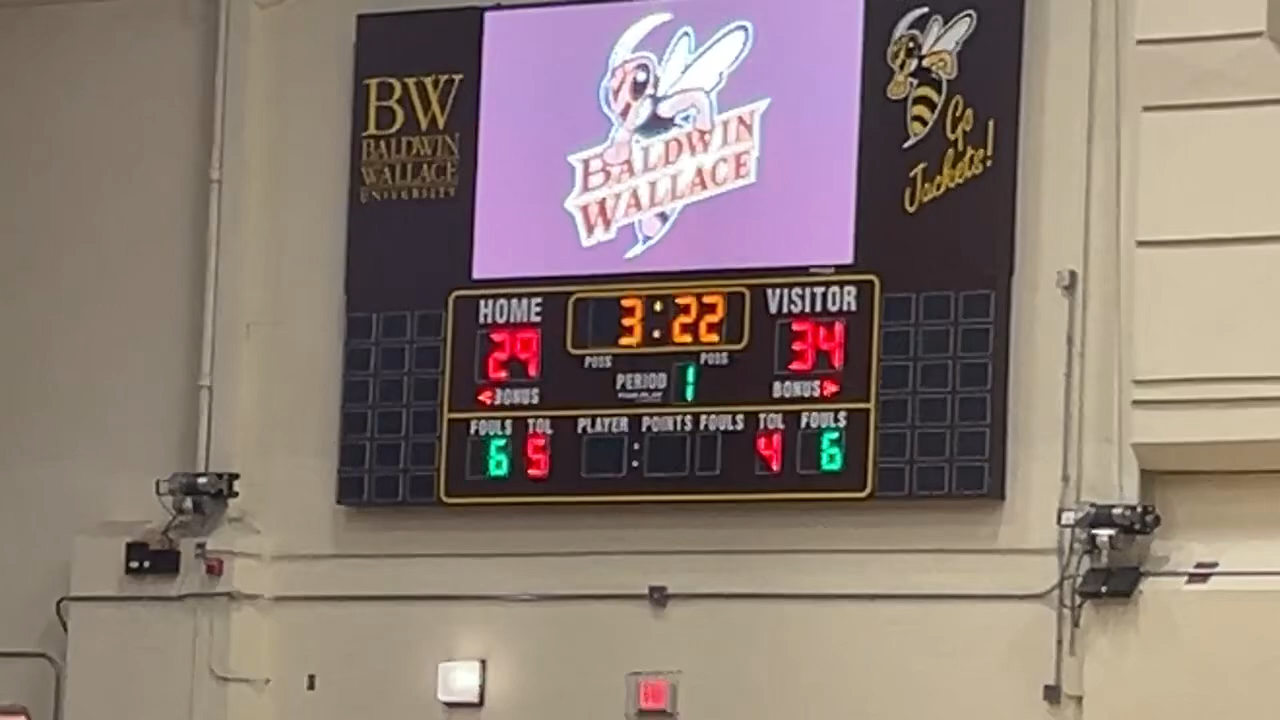 BW
BALDWIN
WALLACE
UNIVERSITY
BALDWIN
WALLACE
Go
Jackets!
HOME
3:22
VISITOR
29
34
POSS
POSS
PERIOD 1
BONUS
BONUS
FOULS TOL PLAYER POINTS FOULS TOL FOULS
6 5 : 4 6